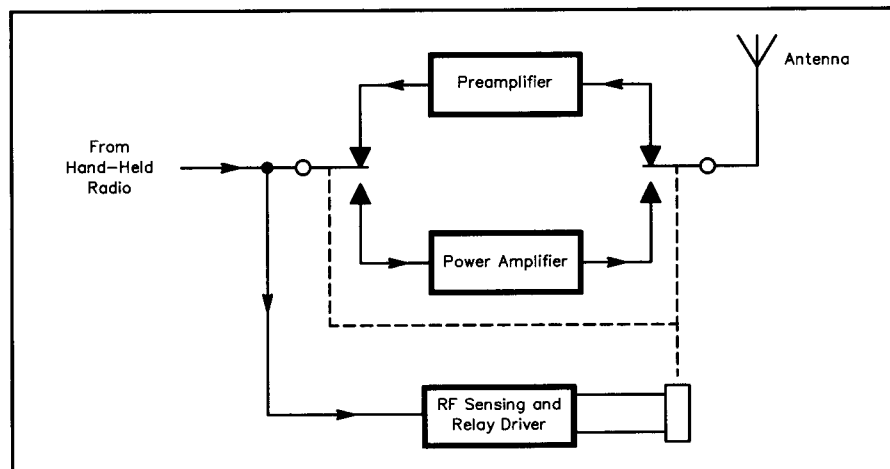 Preamplifier
Antenna
From
Hand-Held
Radio
Power Amplifier
RF Sensing and
Relay Driver